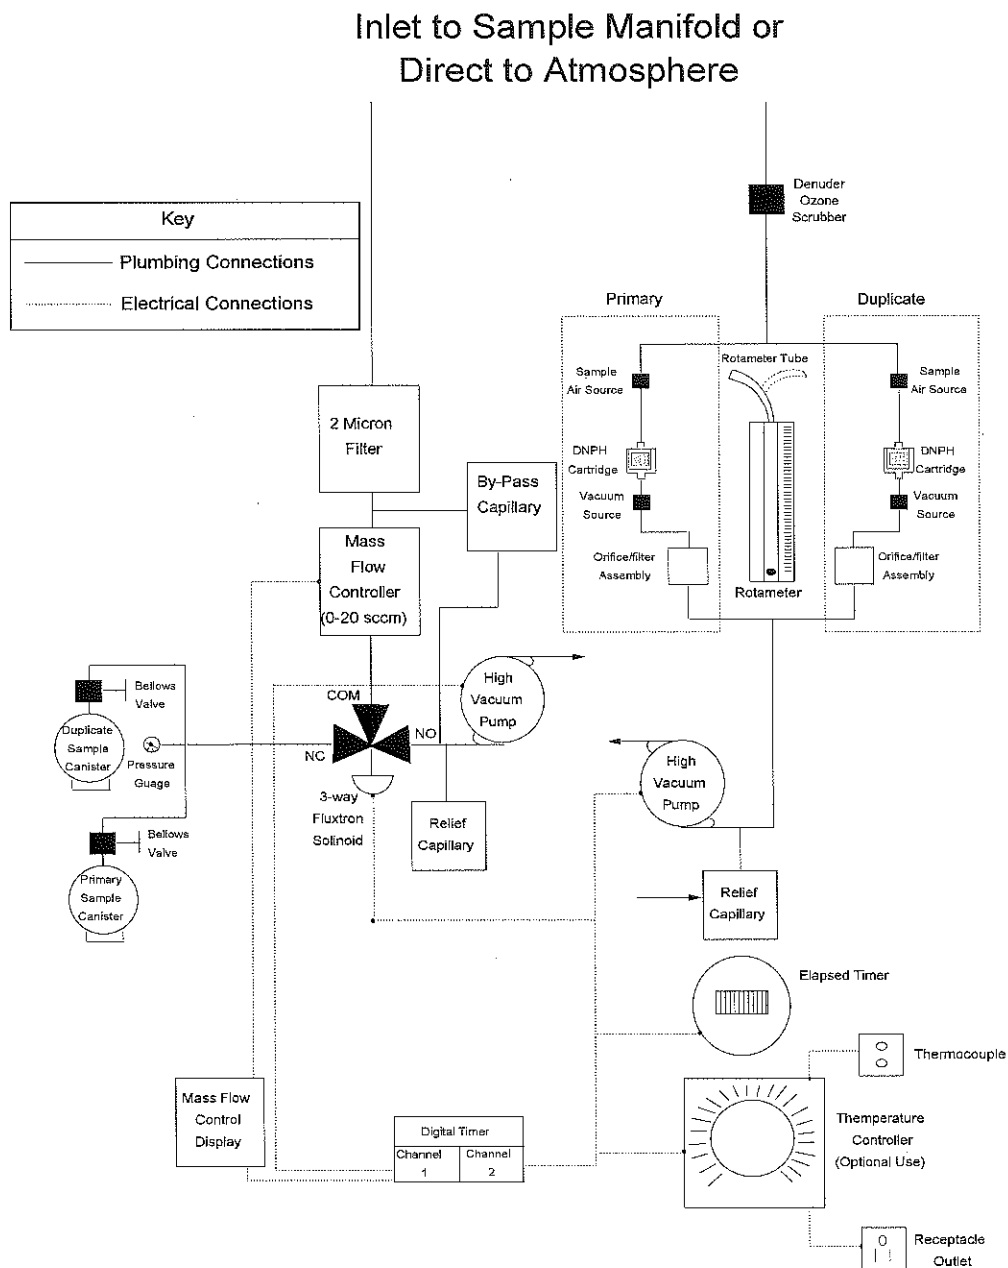 Inlet to Sample Manifold or
Direct to Atmosphere
Denuder
Ozone
Scrubber
Key
Plumbing Connections
Electrical Connections
Primary
Duplicate
Rotameter Tube
Sample
Air Source
Sample
Air Source
2 Micron
Filter
DNPH
Cartridge
DNPH
Cartridge
By-Pass
Capillary
Vacuum
Source
Vacuum
Source
Mass
Flow
Controller
(0-20 sccm)
Orifice/filter
Assembly
Orifice/filter
Assembly
Rotameter
COM
NO
NC
High
Vacuum
Pump
Bellows
Valve
Duplicate
Sample
Canister
Pressure
Guage
3-way
Fluxtron
Solinoid
Relief
Capillary
High
Vacuum
Pump
Bellows
Valve
Primary
Sample
Canister
Relief
Capillary
Elapsed Timer
Thermocouple
Mass Flow
Control
Display
Digital Timer
Channel
1
Channel
2
Themperature
Controller
(Optional Use)
Receptacle
Outlet